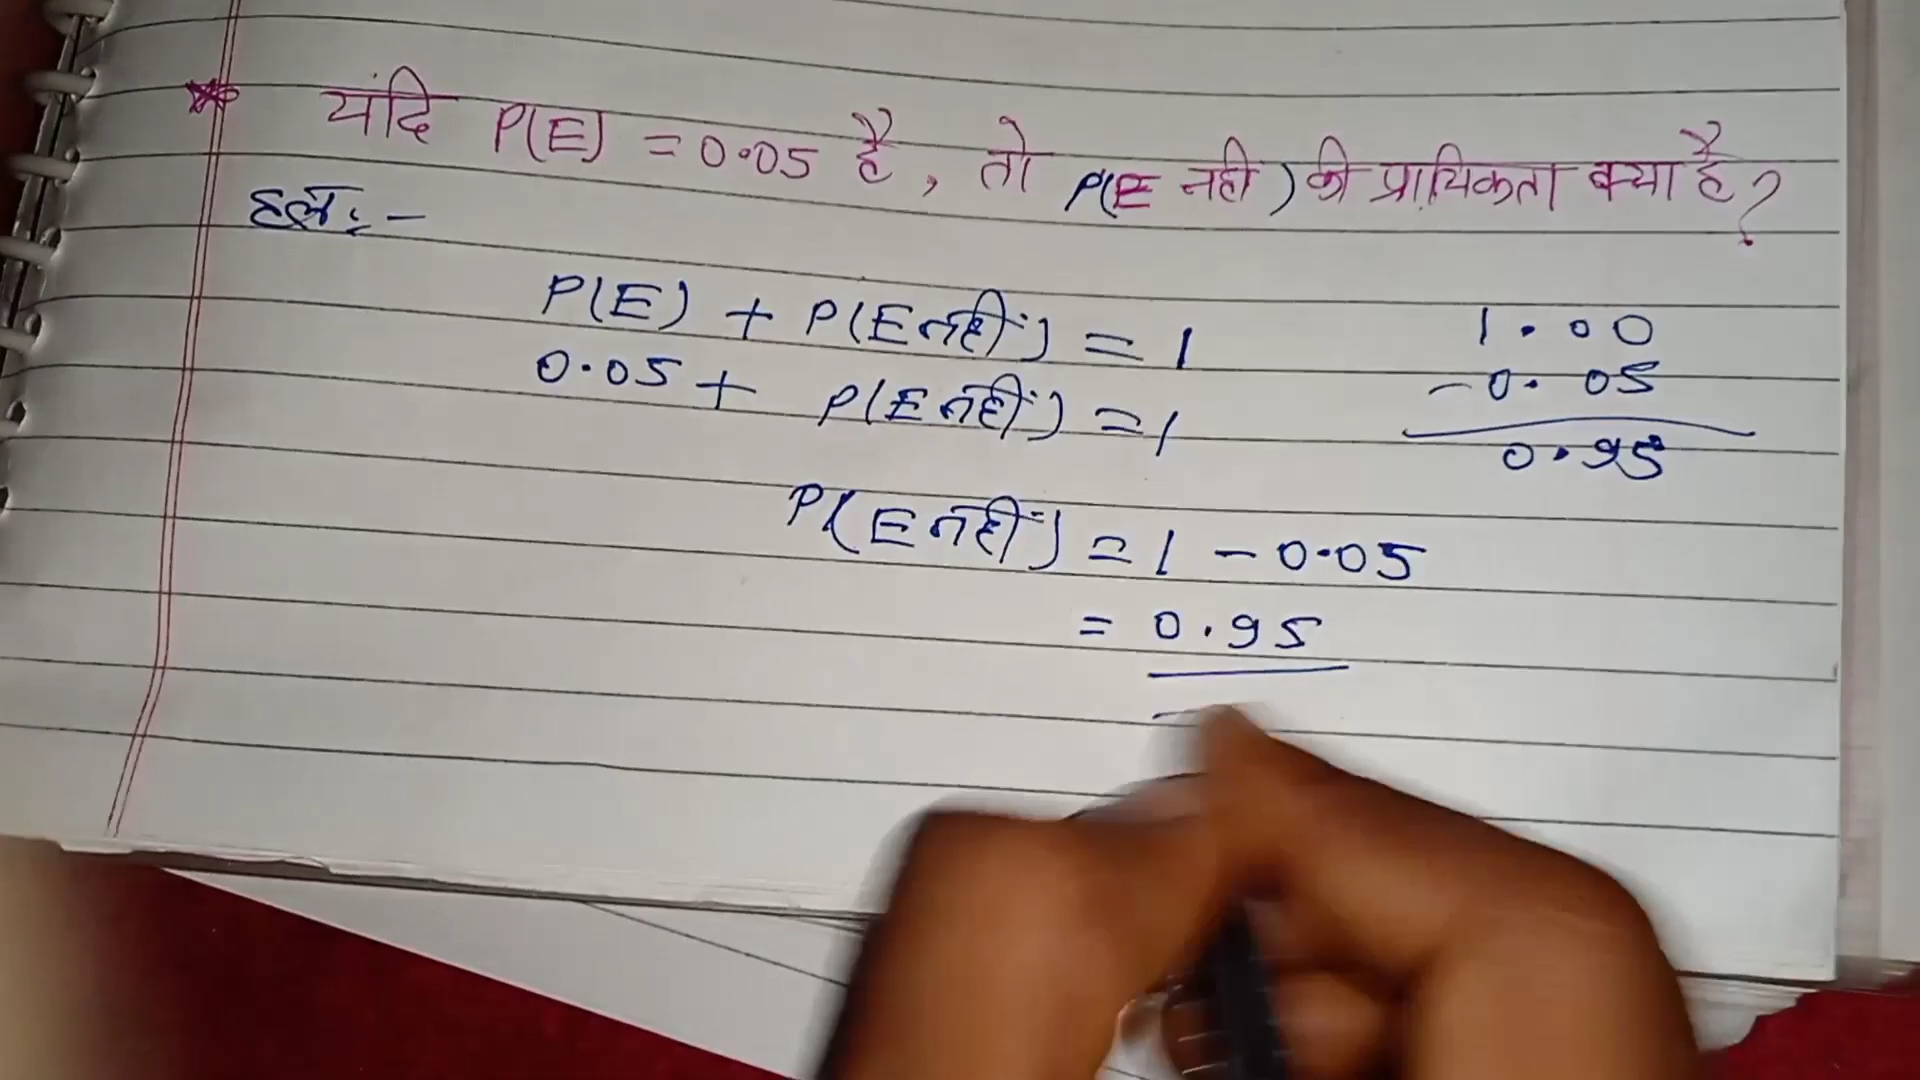 यदि P(E) = 0.05 है, तो P(E नही) की प्रायिकता क्या है?
हल:-
P(E) + P(E नहीं) = 1
0.05 + P(E नहीं) = 1
P(E नहीं) = 1 - 0.05
= 0.95
1.00
-0.05
0.95